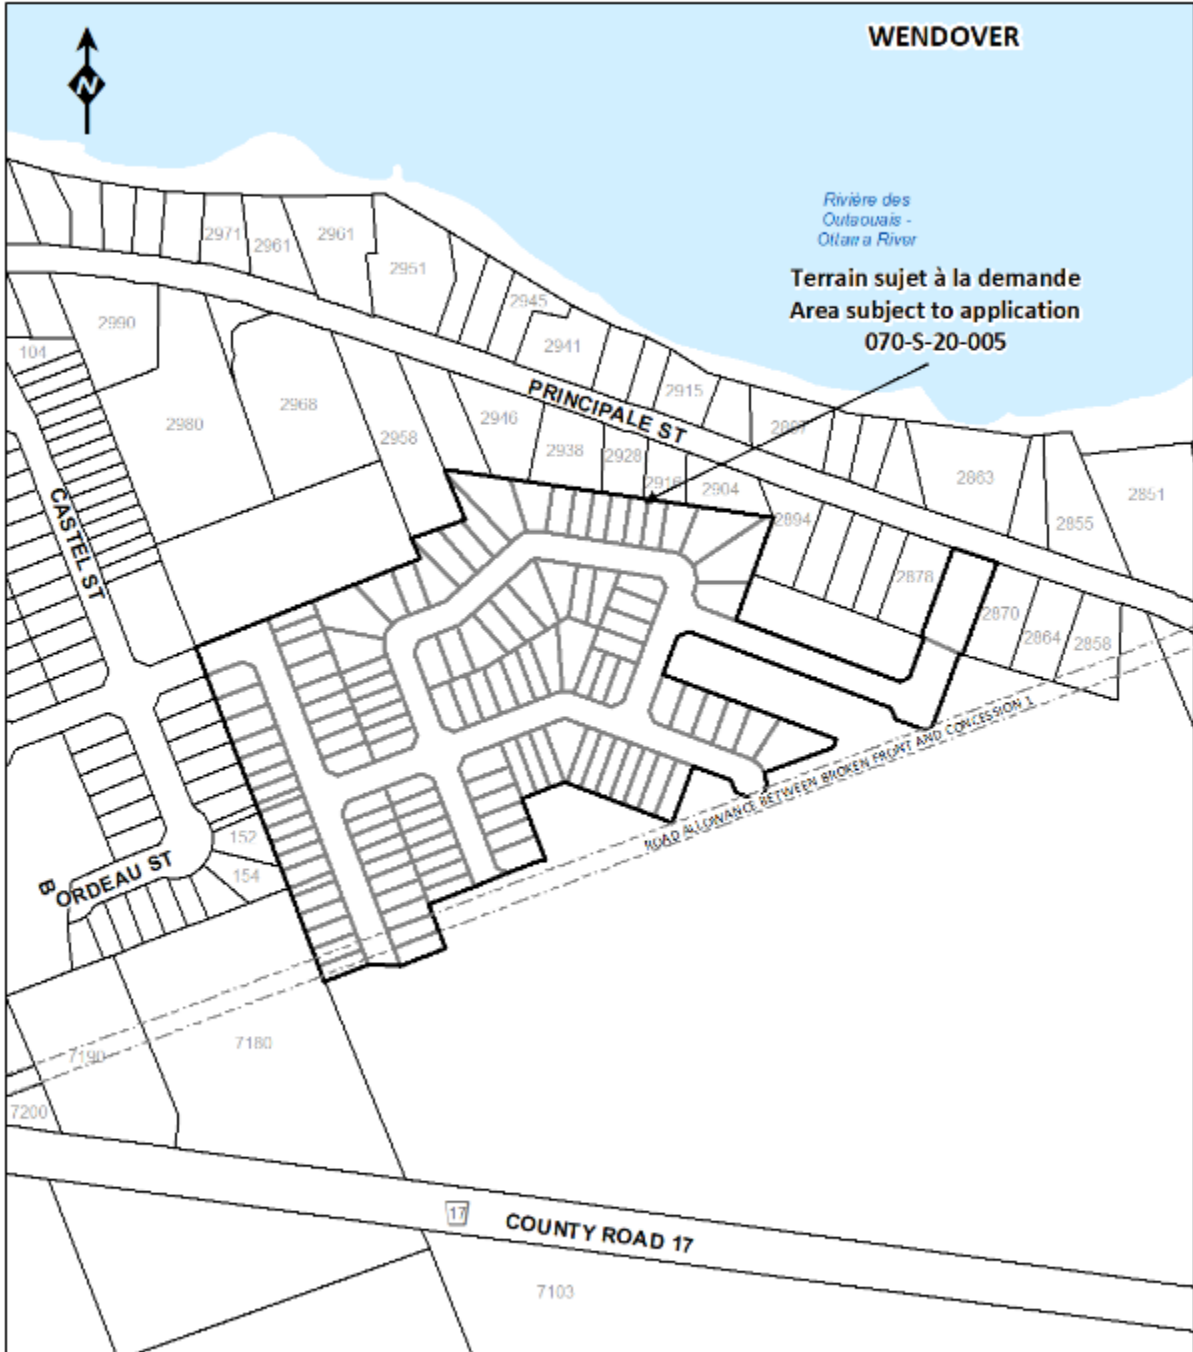 WENDOVER
N
Rivière des
Outaouais -
Ottawa River
Terrain sujet à la demande
Area subject to application
070-S-20-005
2971
2961
2961
2951
2945
2941
2915
2990
104
2980
2968
2958
2946
2938
2928
2916
2904
2894
PRINCIPALE ST
2863
2851
2855
2878
2870
2864
2858
CASTEL ST
152
154
BORDEAU ST
ROAD ALLOWANCE BETWEEN BROKEN FRONT AND CONCESSION 1
7190
7180
7200
17
COUNTY ROAD 17
7103